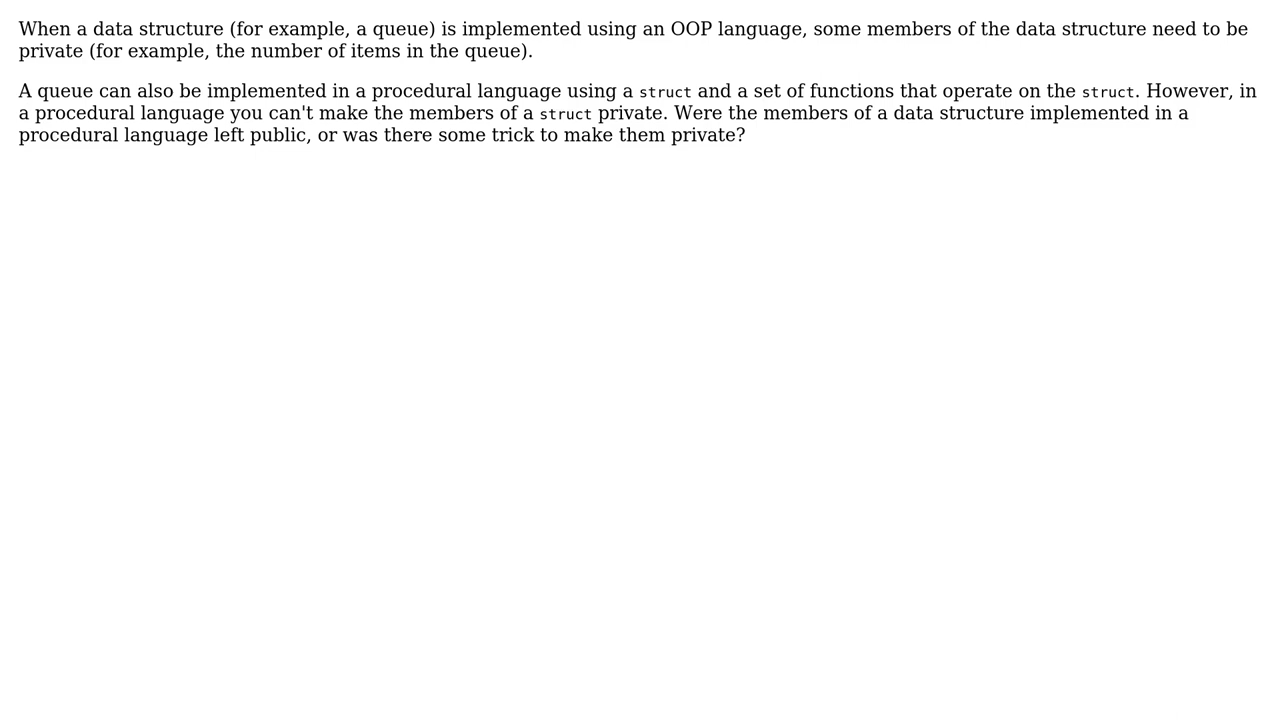 When a data structure (for example, a queue) is implemented using an OOP language, some members of the data structure need to be
private (for example, the number of items in the queue).
A queue can also be implemented in a procedural language using a struct and a set of functions that operate on the struct. However, in
a procedural language you can't make the members of a struct private. Were the members of a data structure implemented in a
procedural language left public, or was there some trick to make them private?